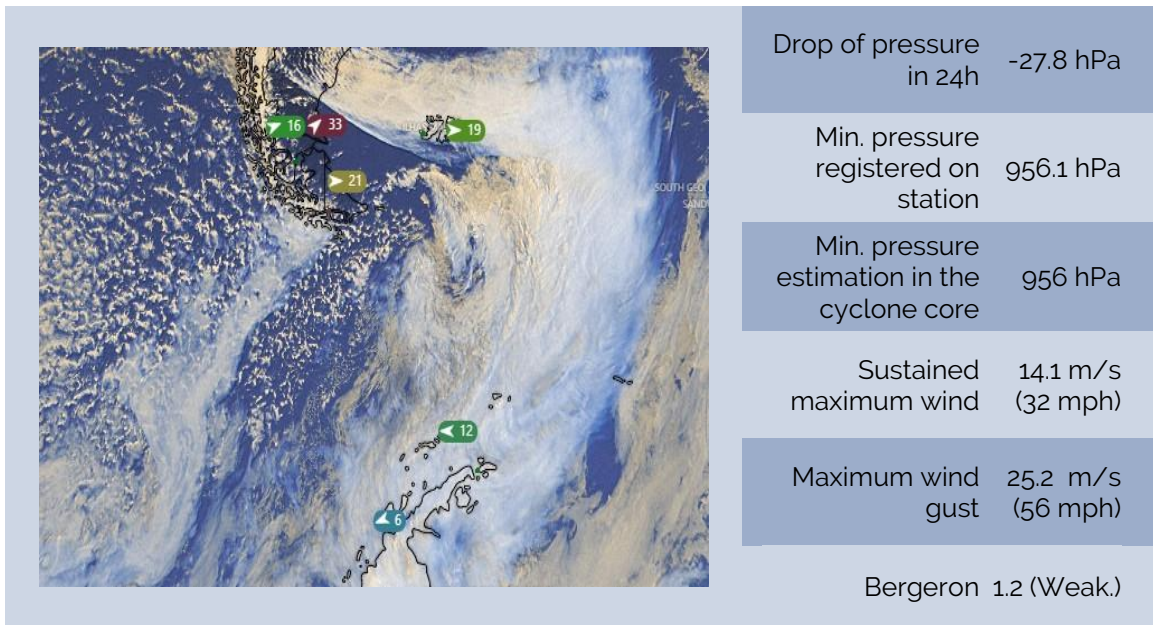 16
33
19
21
SOUTH GEO
SAND
12
6
Drop of pressure
in 24h
-27.8 hPa
Min. pressure
registered on
station
956.1 hPa
Min. pressure
estimation in the
cyclone core
956 hPa
Sustained
maximum wind
14.1 m/s
(32 mph)
Maximum wind
gust
25.2 m/s
(56 mph)
Bergeron 1.2 (Weak.)